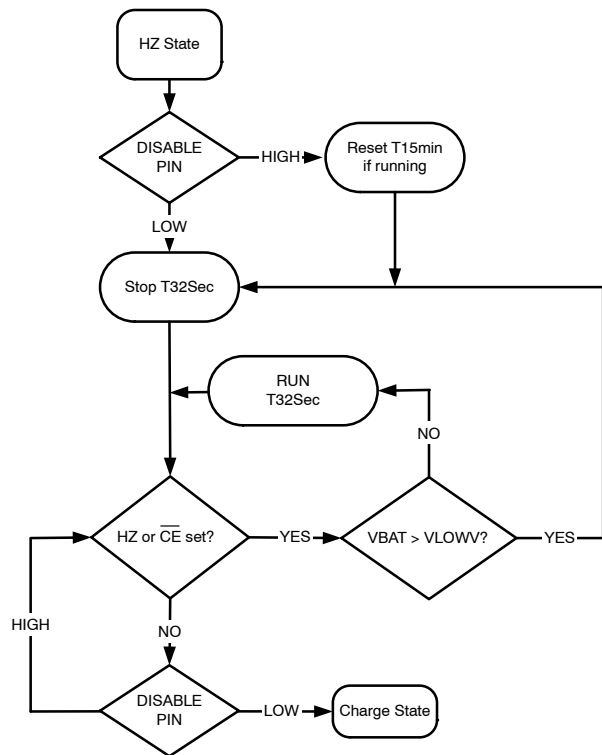 HZ State
DISABLE
PIN
HIGH
Reset T15min
if running
LOW
Stop T32Sec
RUN
T32Sec
NO
HZ or C̅E̅ set?
YES
VBAT > VLOWV?
YES
HIGH
NO
DISABLE
PIN
LOW
Charge State